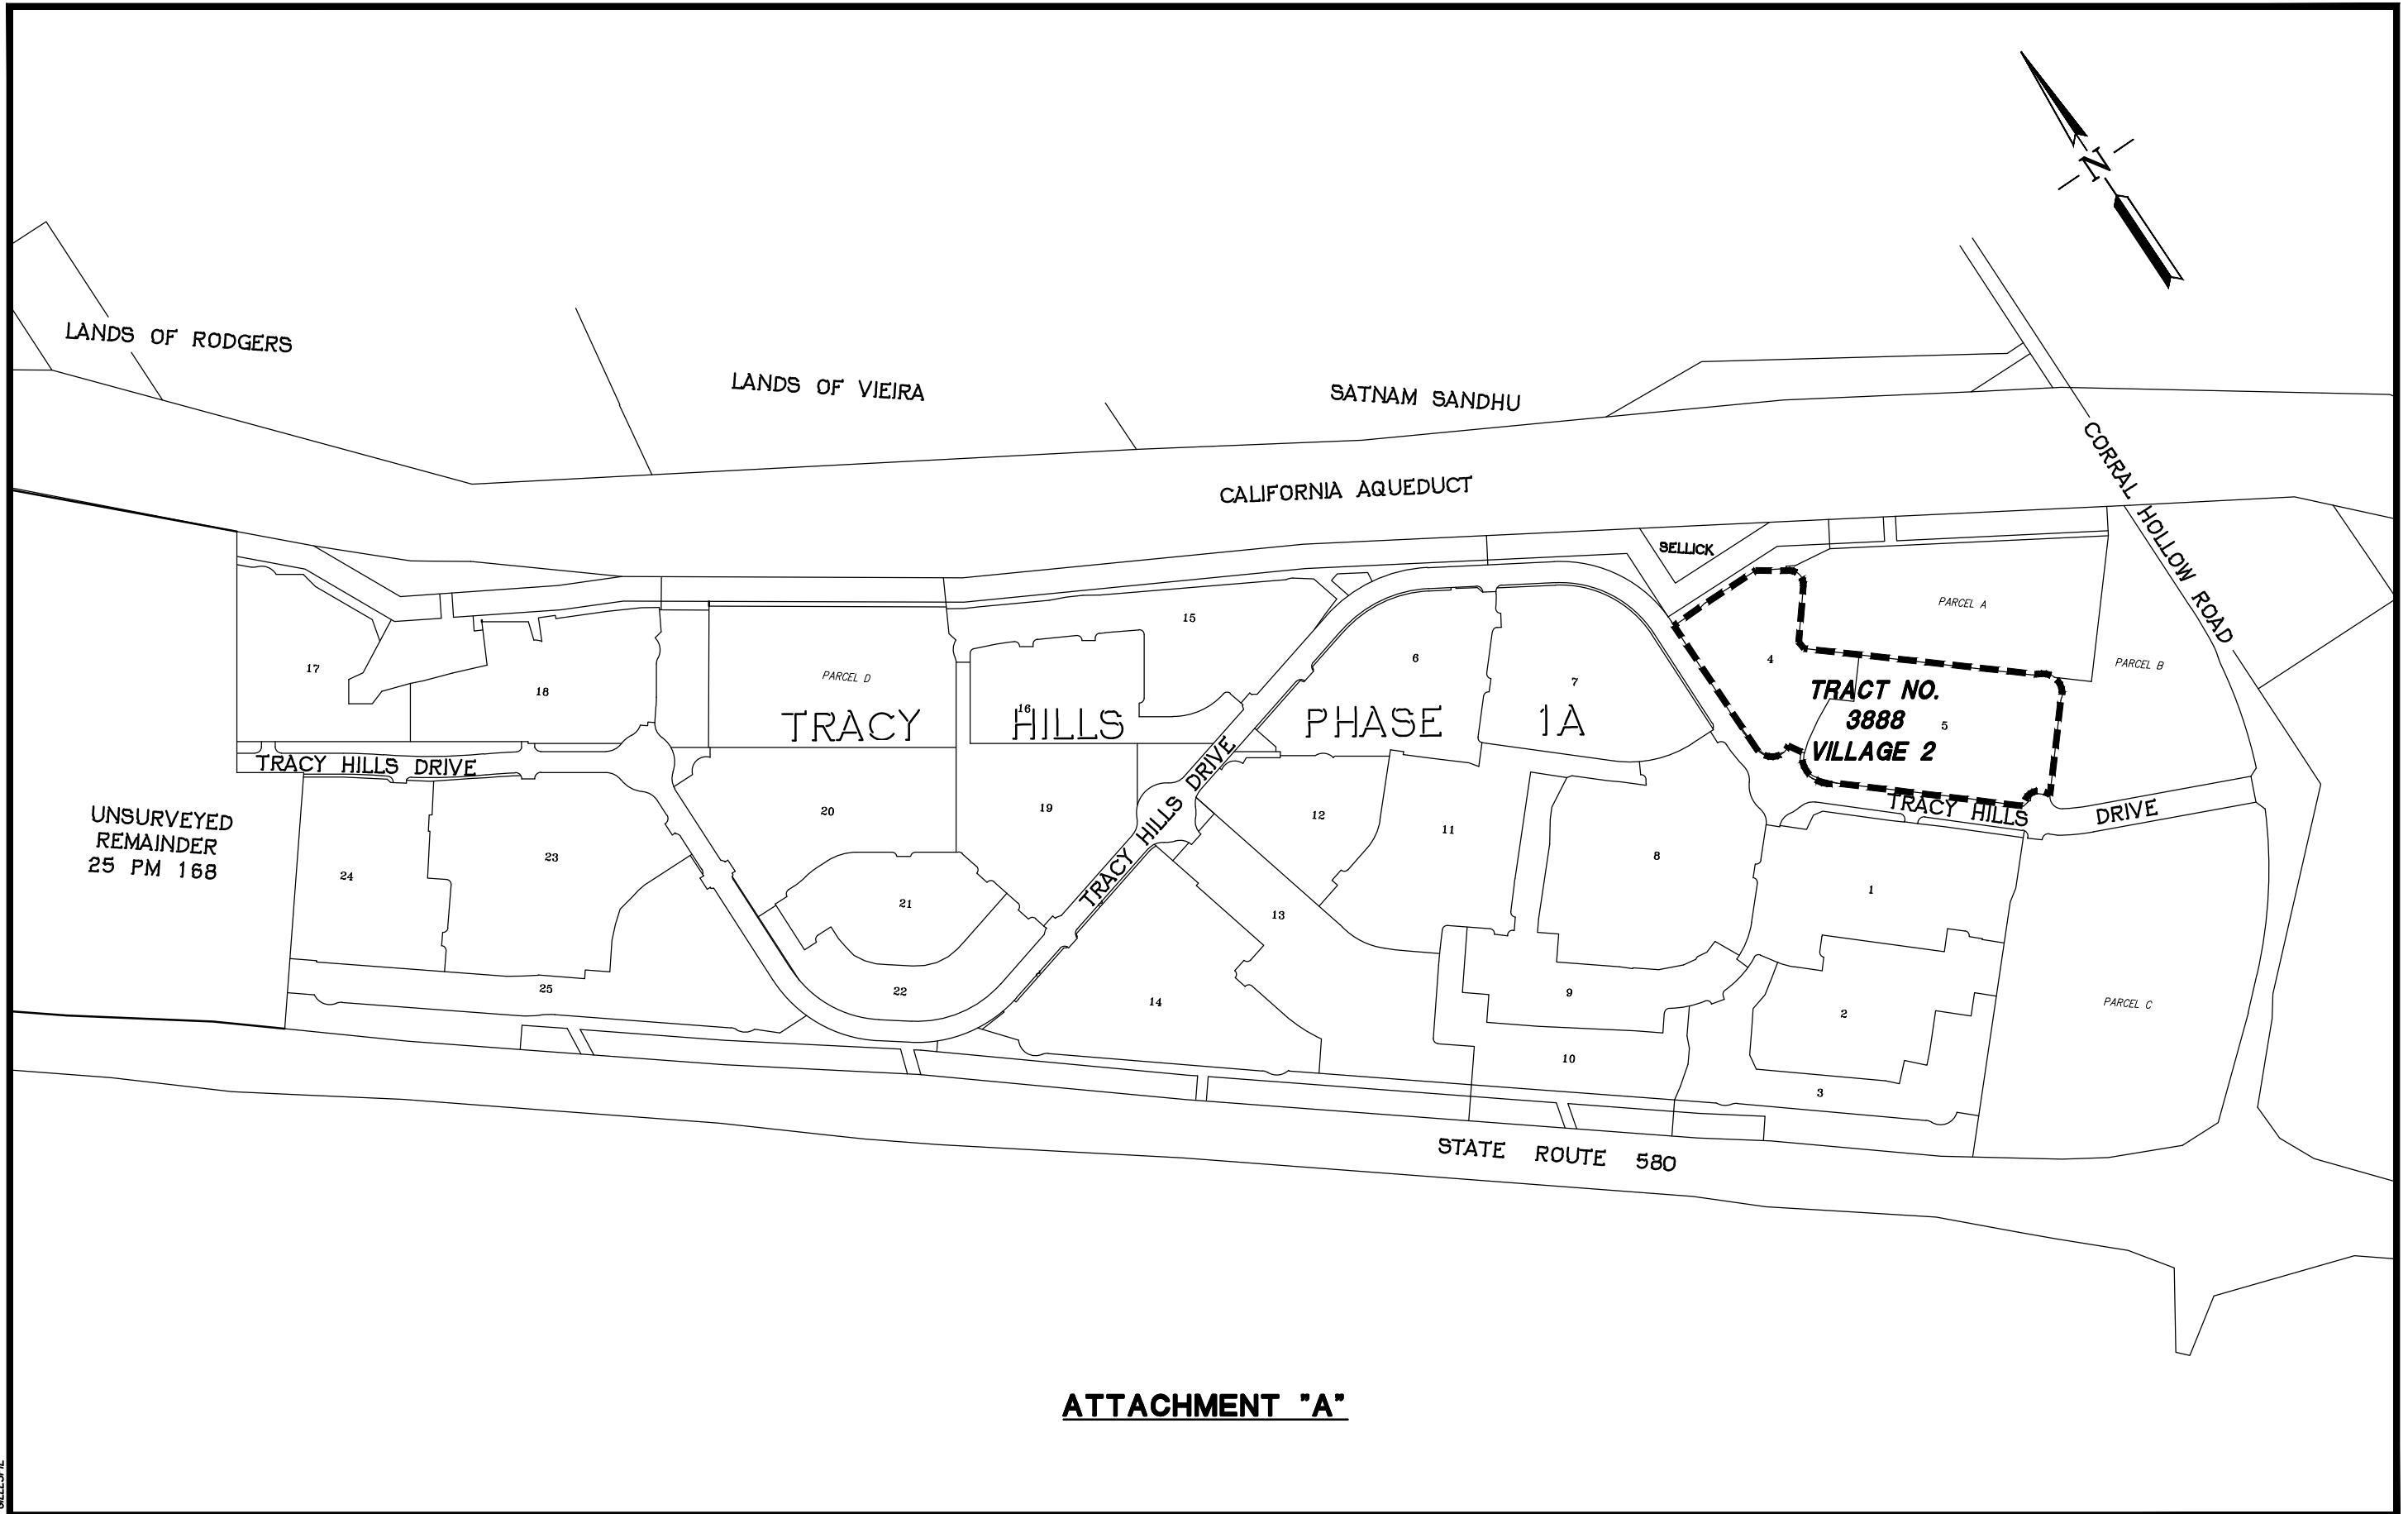 N
LANDS OF RODGERS
LANDS OF VIEIRA
SATNAM SANDHU
CALIFORNIA AQUEDUCT
CORRAL HOLLOW ROAD
SELLICK
PARCEL A
PARCEL B
15
6
4
17
18
PARCEL D
16
7
TRACY HILLS PHASE 1A
TRACT NO.
3888
VILLAGE 2
5
TRACY HILLS DRIVE
TRACY HILLS DRIVE
TRACY HILLS DRIVE
UNSURVEYED
REMAINDER
25 PM 168
20
19
12
11
8
24
23
21
13
1
25
22
14
9
2
PARCEL C
10
3
STATE ROUTE 580
ATTACHMENT "A"